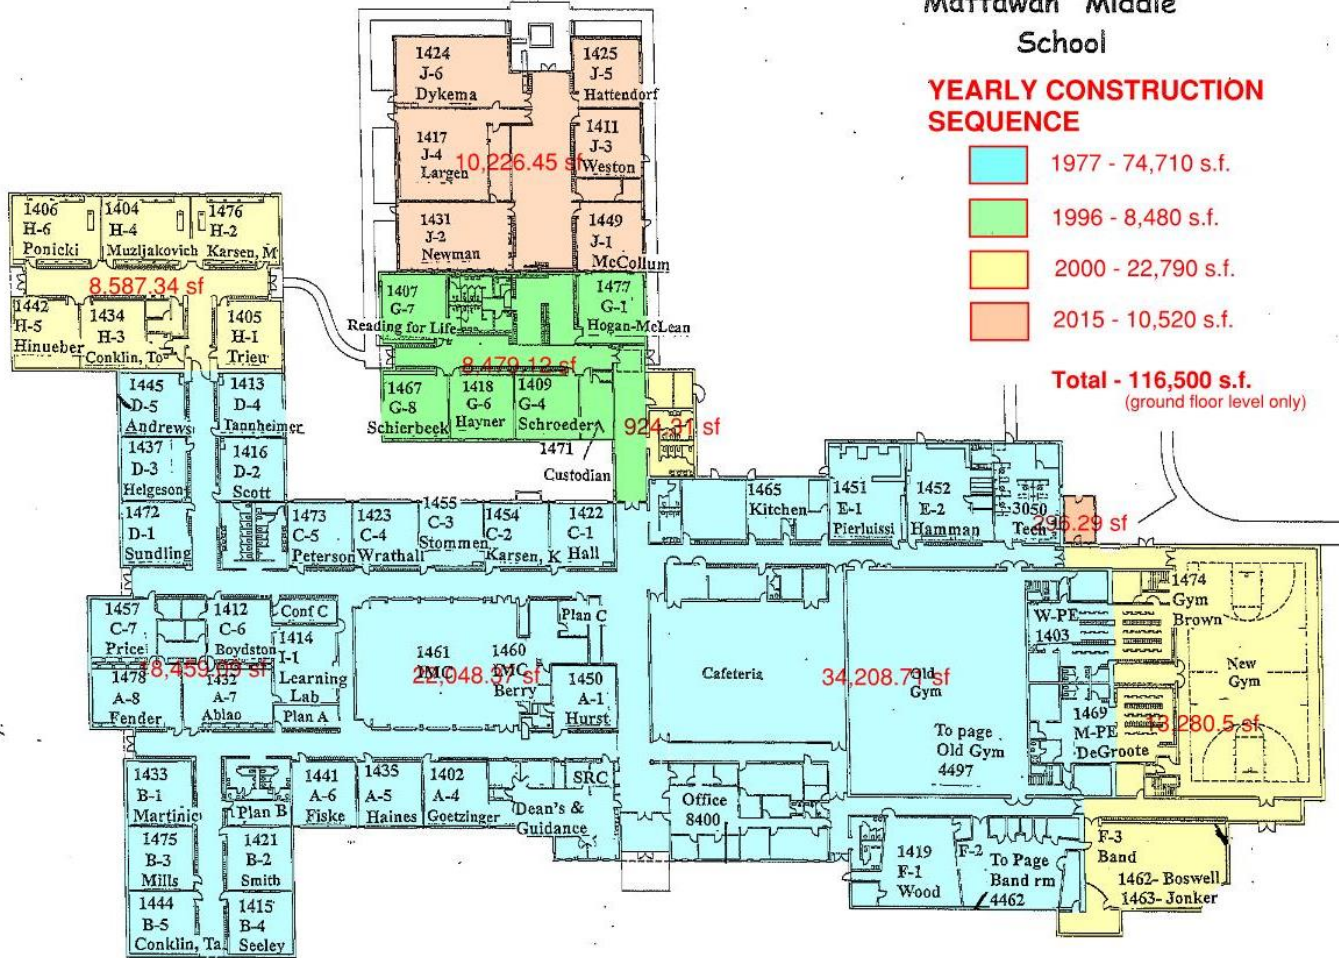 Mattawan Middle
School
YEARLY CONSTRUCTION
SEQUENCE
1977 - 74,710 s.f.
1996 - 8,480 s.f.
2000 - 22,790 s.f.
2015 - 10,520 s.f.
Total - 116,500 s.f.
(ground floor level only)
1424
J-6
Dykema
1425
J-5
Hattendorf
1417
J-4
Largen
10,226.45 sf
1411
J-3
Weston
1431
J-2
Newman
1449
J-1
McCollum
1406
H-6
Ponicki
1404
H-4
Muzljakovich
1476
H-2
Karsen, M
8,587.34 sf
1442
H-5
Hinueber
1434
H-3
Conklin, To
1405
H-1
Trieu
1407
G-7
Reading for Life
1477
G-1
Hogan-McLean
8,479.12 sf
1467
G-8
Schierbeek
1418
G-6
Hayner
1409
G-4
Schroeder
1471
Custodian
924.31 sf
1445
D-5
Andrews
1413
D-4
Tannheimer
1437
D-3
Helgeson
1416
D-2
Scott
1472
D-1
Sundling
1473
C-5
Peterson
1423
C-4
Wrathall
1455
C-3
Stommen
1454
C-2
Karsen, K
1422
C-1
Hall
1465
Kitchen
1451
E-1
Pierluissi
1452
E-2
Hamman
3050
Tech
296.29 sf
1457
C-7
Price
1412
C-6
Boydston
Conf C
1414
I-1
Learning
Lab
18,459.69 sf
1478
A-8
Fender
1432
A-7
Ablao
Plan A
1461
IMC
1460
IMC
Berry
22,048.37 sf
Plan C
1450
A-1
Hurst
Cafeteria
34,208.71 sf
Old
Gym
To page
Old Gym
4497
W-PE
1403
1469
M-PE
DeGroote
1474
Gym
Brown
New
Gym
13,280.5 sf
1433
B-1
Martinic
Plan B
1441
A-6
Fiske
1435
A-5
Haines
1402
A-4
Goetzinger
SRC
Dean's &
Guidance
Office
8400
1475
B-3
Mills
1421
B-2
Smith
1444
B-5
Conklin, Ta
1415
B-4
Seeley
1419
F-1
Wood
F-2
To Page
Band rm
4462
F-3
Band
1462- Boswell
1463- Jonker